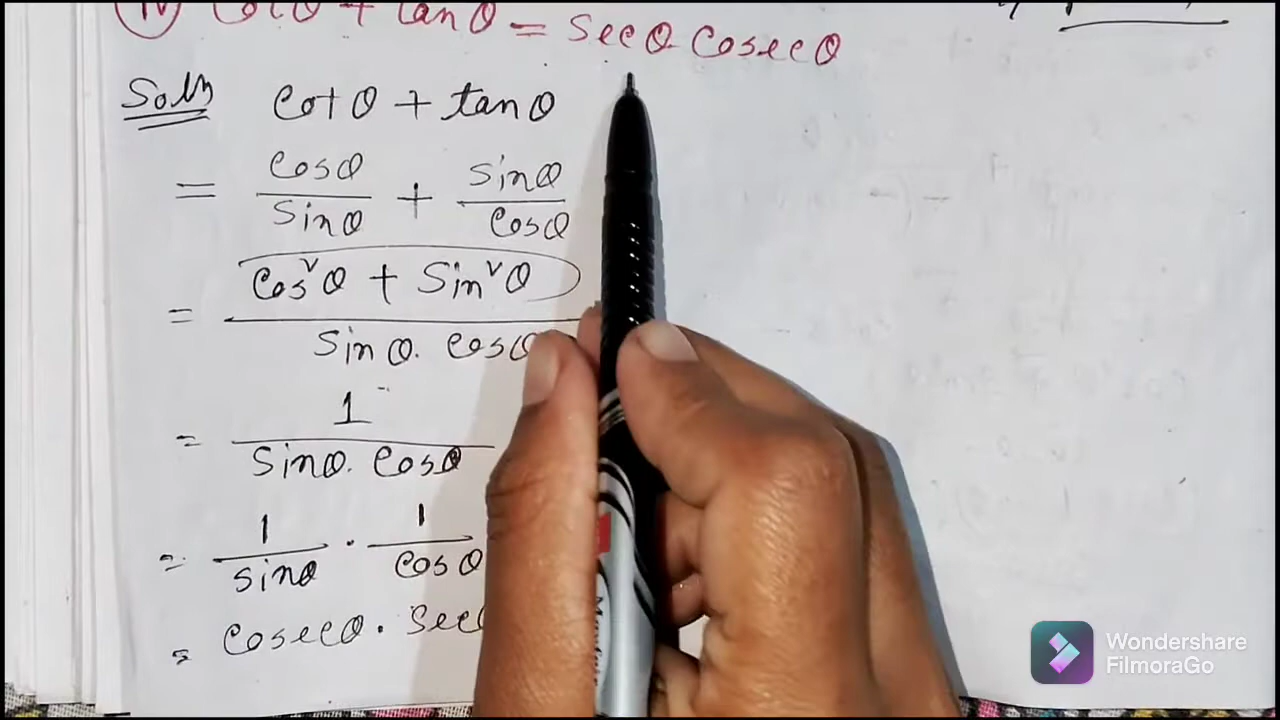 (iv) Cotθ + tanθ = Secθ Cosecθ
Soln Cotθ + tanθ
= Cosθ/Sinθ + Sinθ/Cosθ
= Cos²θ + Sin²θ / Sinθ. Cosθ
= 1 / Sinθ. Cosθ
= 1/Sinθ . 1/Cosθ
= Cosecθ . Sec
Wondershare
FilmoraGo